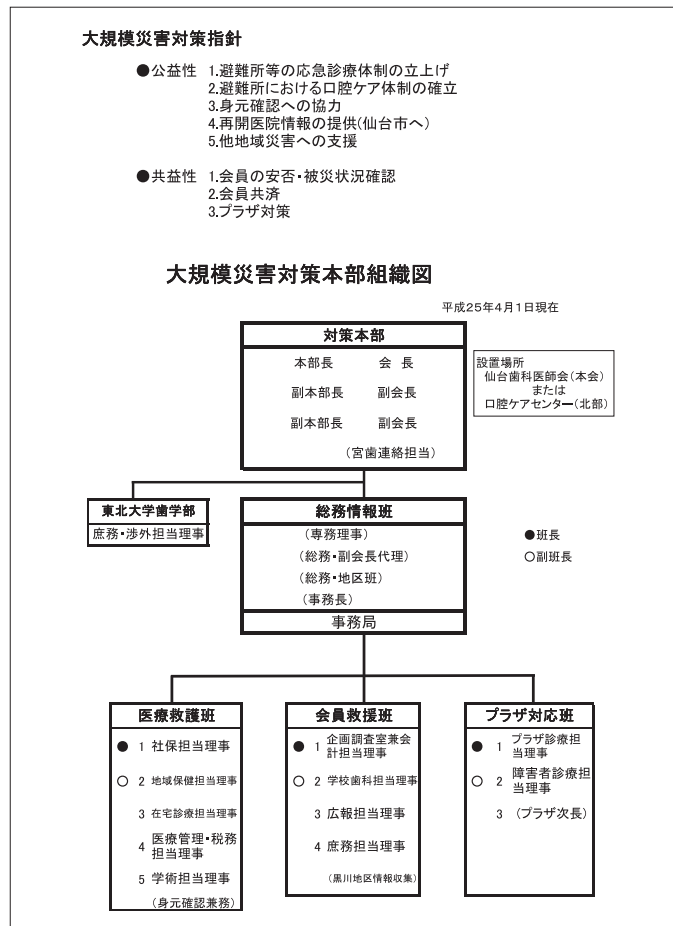 大規模災害対策指針
●公益性 1.避難所等の応急診療体制の立上げ
2.避難所における口腔ケア体制の確立
3.身元確認への協力
4.再開医院情報の提供(仙台市へ)
5.他地域災害への支援
●共益性 1.会員の安否・被災状況確認
2.会員共済
3.プラザ対策
大規模災害対策本部組織図
平成25年4月1日現在
対策本部
本部長 会 長
副本部長 副会長
副本部長 副会長
(宮歯連絡担当)
設置場所
仙台歯科医師会(本会)
または
口腔ケアセンター(北部)
東北大学歯学部
庶務・渉外担当理事
総務情報班
(専務理事)
(総務・副会長代理)
(総務・地区班)
(事務長)
事務局
●班長
○副班長
医療救護班
● 1 社保担当理事
○ 2 地域保健担当理事
3 在宅診療担当理事
4 医療管理・税務
担当理事
5 学術担当理事
(身元確認兼務)
会員救援班
● 1 企画調査室兼会
計担当理事
○ 2 学校歯科担当理事
3 広報担当理事
4 庶務担当理事
(黒川地区情報収集)
プラザ対応班
● 1 プラザ診療担
当理事
○ 2 障害者診療担
当理事
3 (プラザ次長)